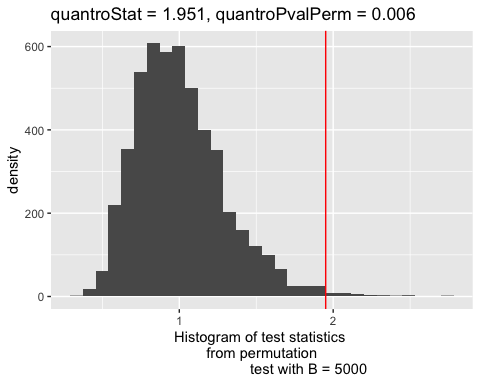 quantroStat = 1.951, quantroPvalPerm = 0.006
600
400
200
0
density
1 2
Histogram of test statistics
from permutation
test with B = 5000